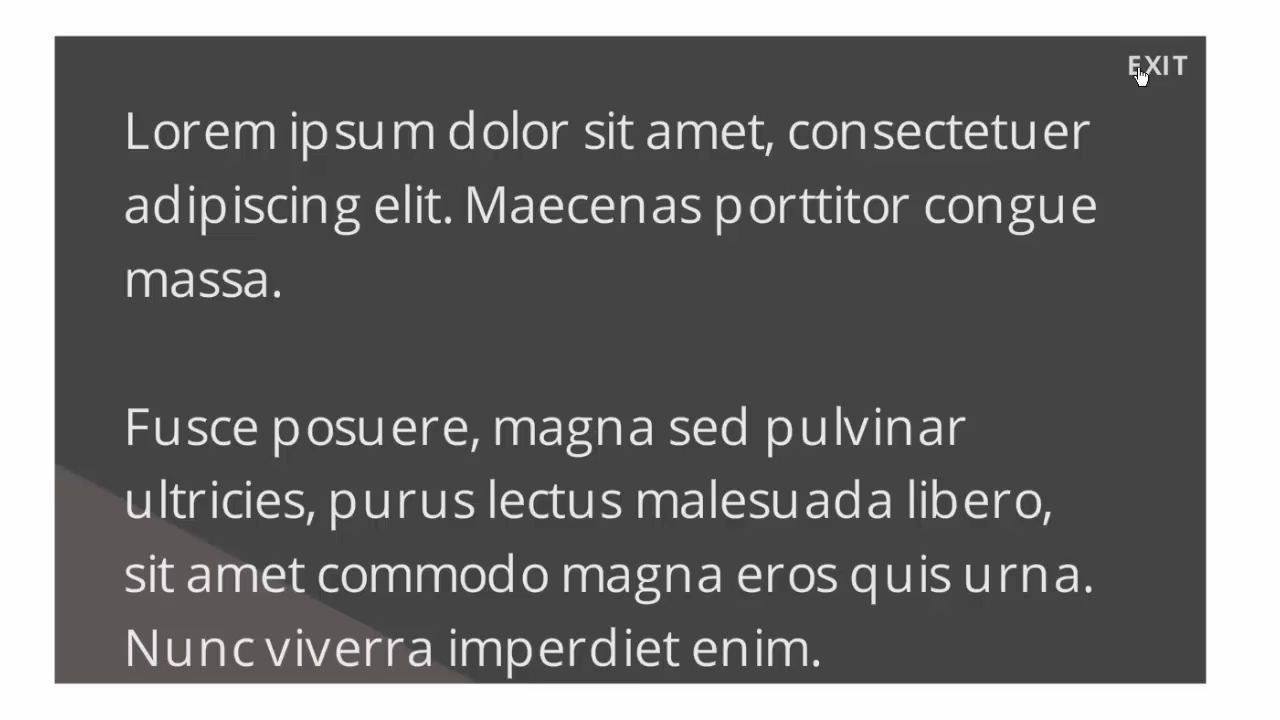 EXIT
Lorem ipsum dolor sit amet, consectetuer
adipiscing elit. Maecenas porttitor congue
massa.
Fusce posuere, magna sed pulvinar
ultricies, purus lectus malesuada libero,
sit amet commodo magna eros quis urna.
Nunc viverra imperdiet enim.